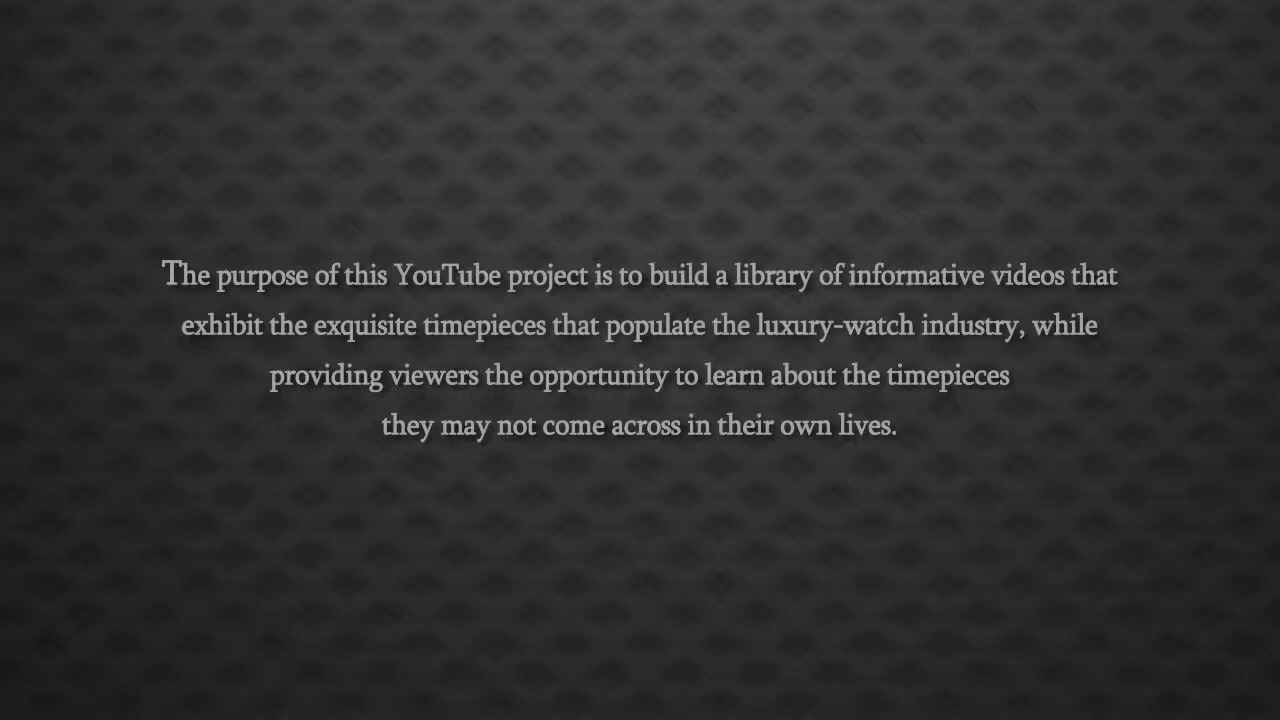 The purpose of this YouTube project is to build a library of informative videos that
exhibit the exquisite timepieces that populate the luxury-watch industry, while
providing viewers the opportunity to learn about the timepieces
they may not come across in their own lives.